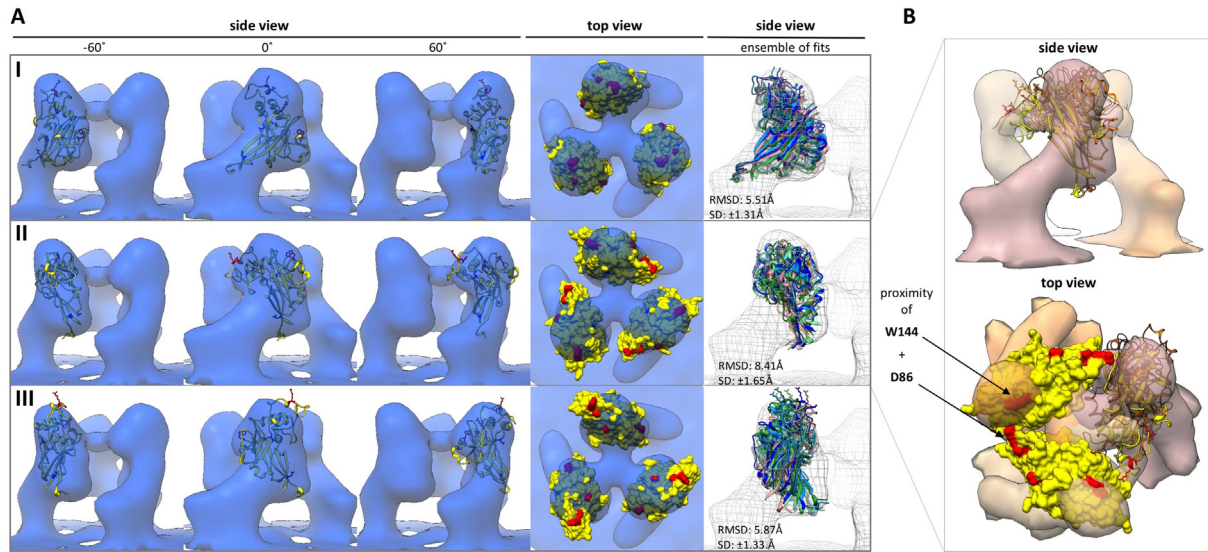 A
B
side view
top view
side view
-60˚
0˚
60˚
ensemble of fits
side view
I
RMSD: 5.51Å
SD: ±1.31Å
II
RMSD: 8.41Å
SD: ±1.65Å
III
RMSD: 5.87Å
SD: ±1.33.Å
top view
proximity
of
W144
+
D86